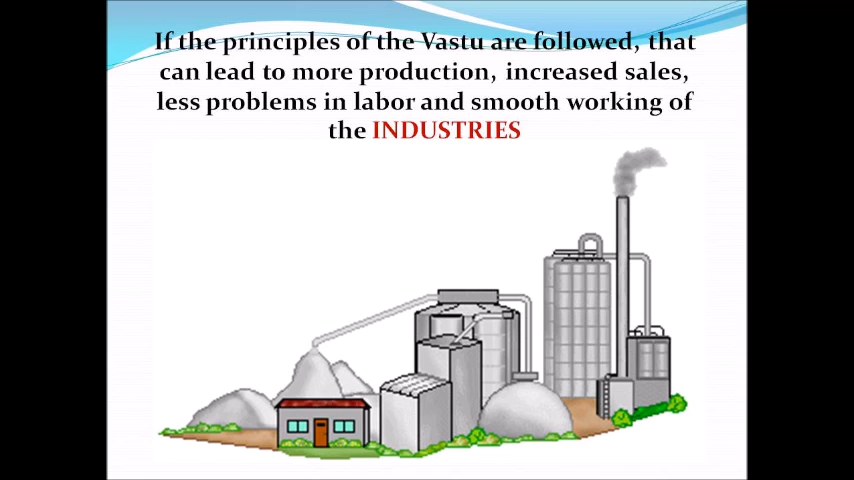 If the principles of the Vastu are followed, that
can lead to more production, increased sales,
less problems in labor and smooth working of
the INDUSTRIES